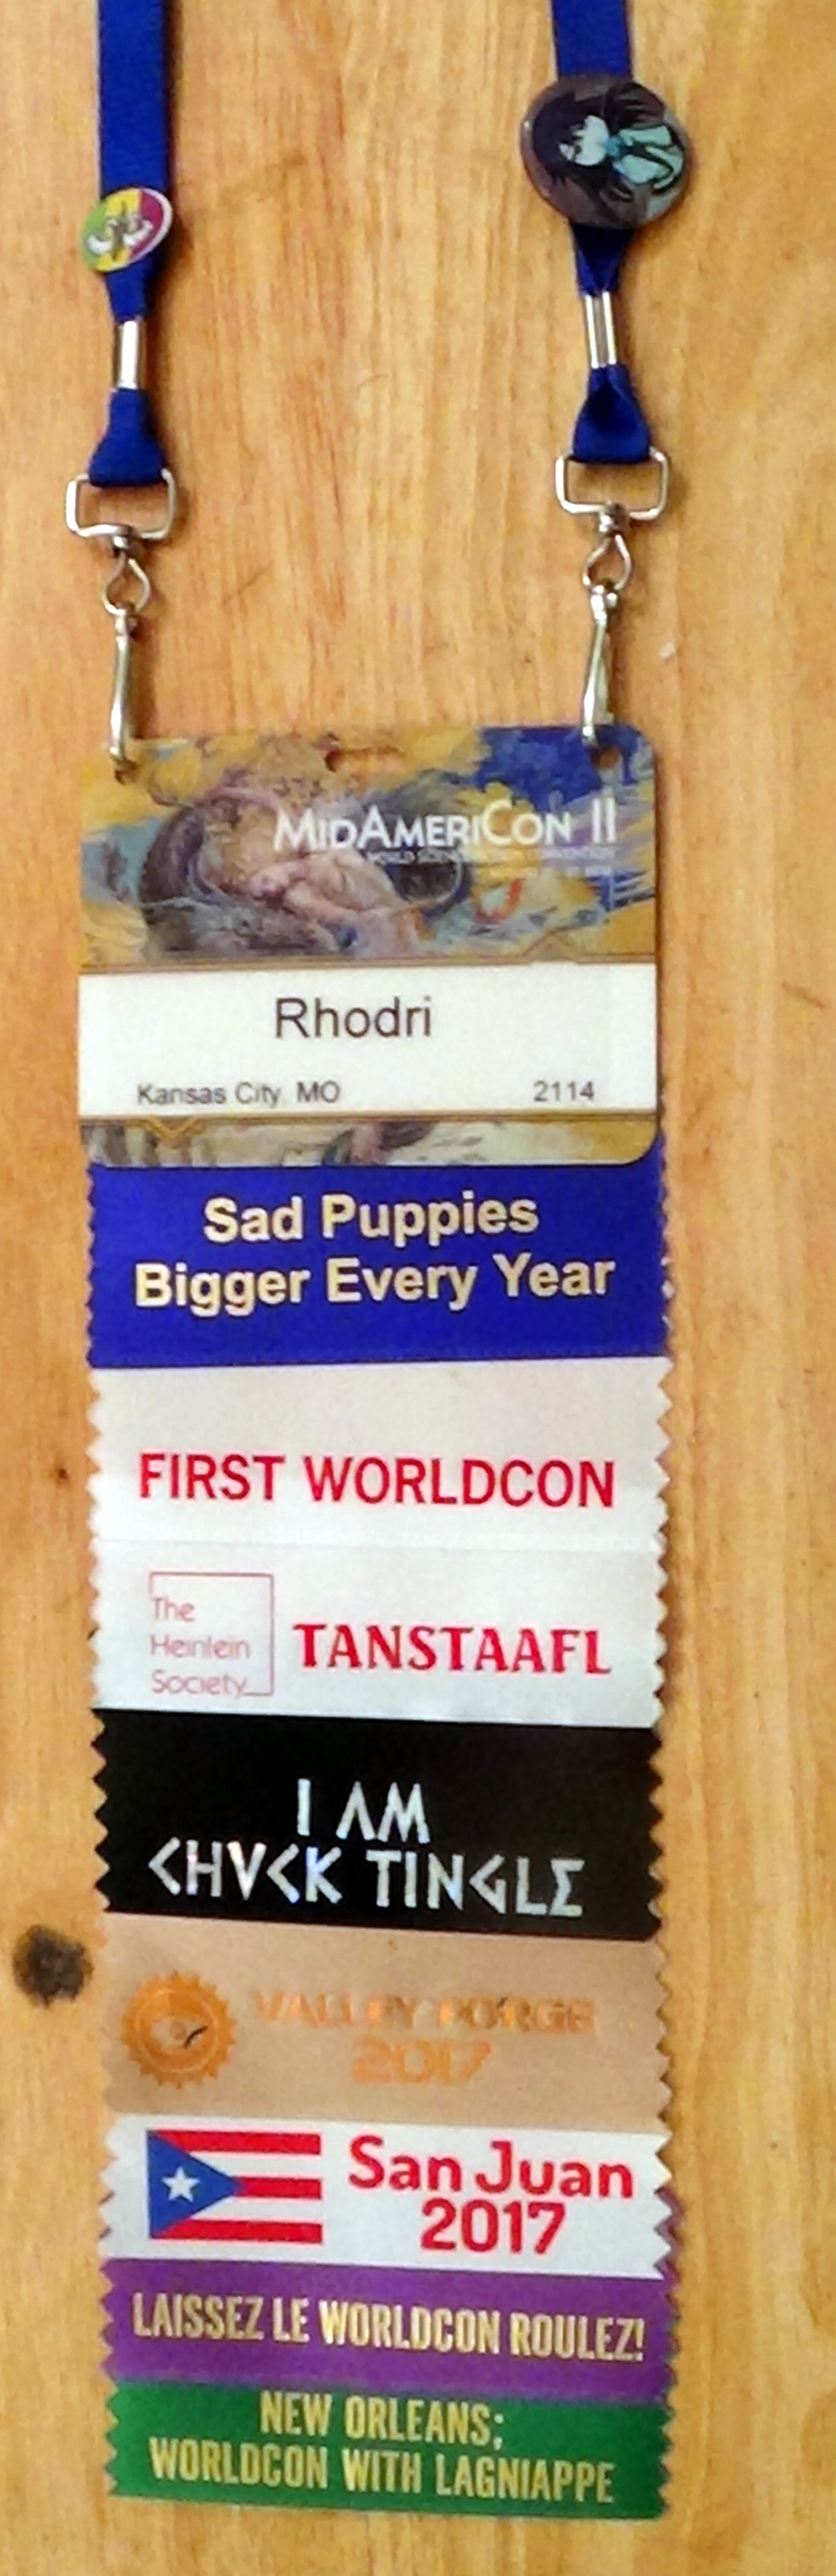 MIDAMERICON II
Rhodri
Kansas City, MO 2114
Sad Puppies
Bigger Every Year
FIRST WORLDCON
The
Heinlein
Society
TANSTAAFL
I AM
CHVCK TINGLE
VALLEY FORGE
2017
San Juan
2017
LAISSEZ LE WORLDCON ROULEZ!
NEW ORLEANS:
WORLDCON WITH LAGNIAPPE